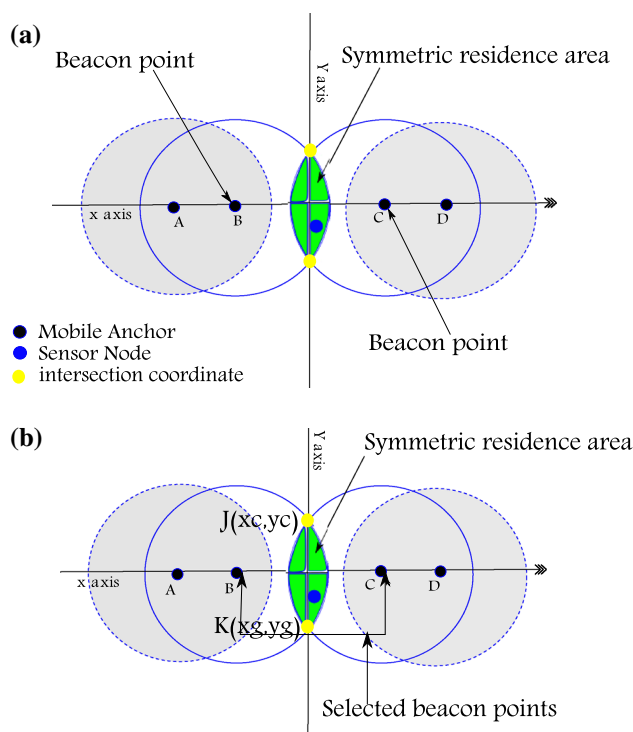 (a)
Beacon point
Symmetric residence area
Y axis
x axis
A
B
C
D
Beacon point
Mobile Anchor
Sensor Node
intersection coordinate
(b)
Symmetric residence area
Y axis
J(xc,yc)
x axis
A
B
C
D
K(xg,yg)
Selected beacon points